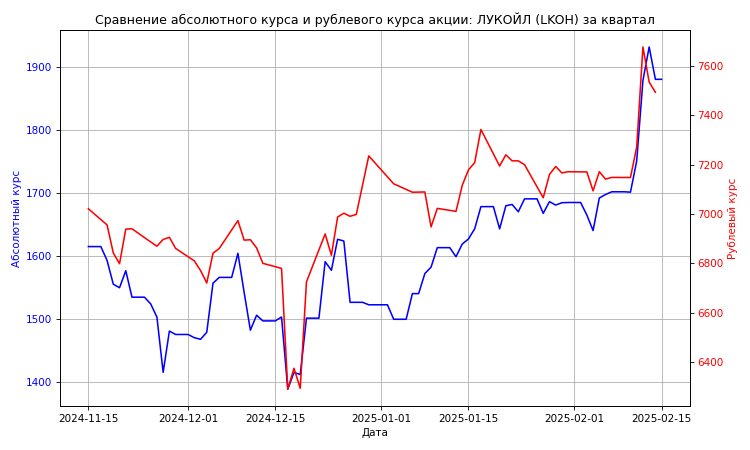 Сравнение абсолютного курса и рублевого курса акции: ЛУКОЙЛ (LKOH) за квартал
Абсолютный курс
1900
1800
1700
1600
1500
1400
7600
7400
7200
7000
6800
6600
6400
Рублевый курс
2024-11-15 2024-12-01 2024-12-15 2025-01-01 2025-01-15 2025-02-01 2025-02-15
Дата